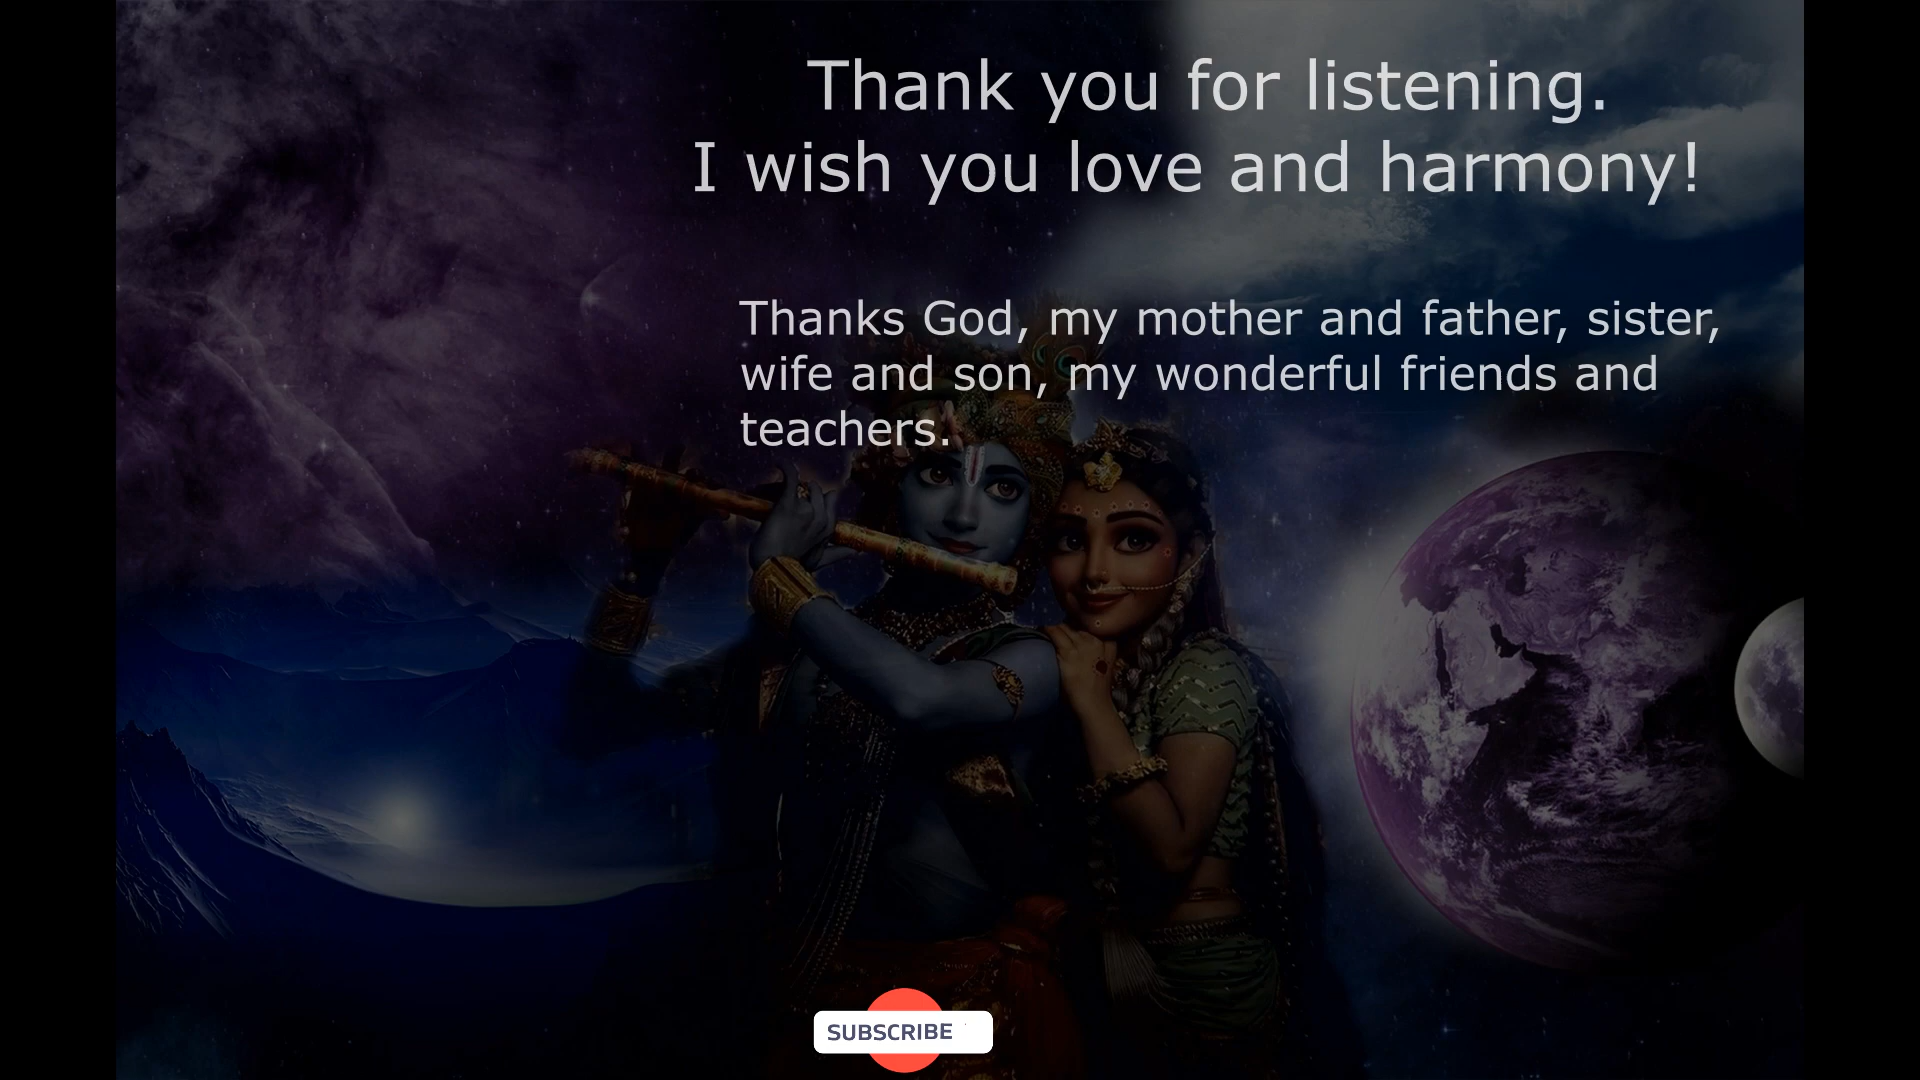 Thank you for listening.
I wish you love and harmony!
Thanks God, my mother and father, sister,
wife and son, my wonderful friends and
teachers.
SUBSCRIBE